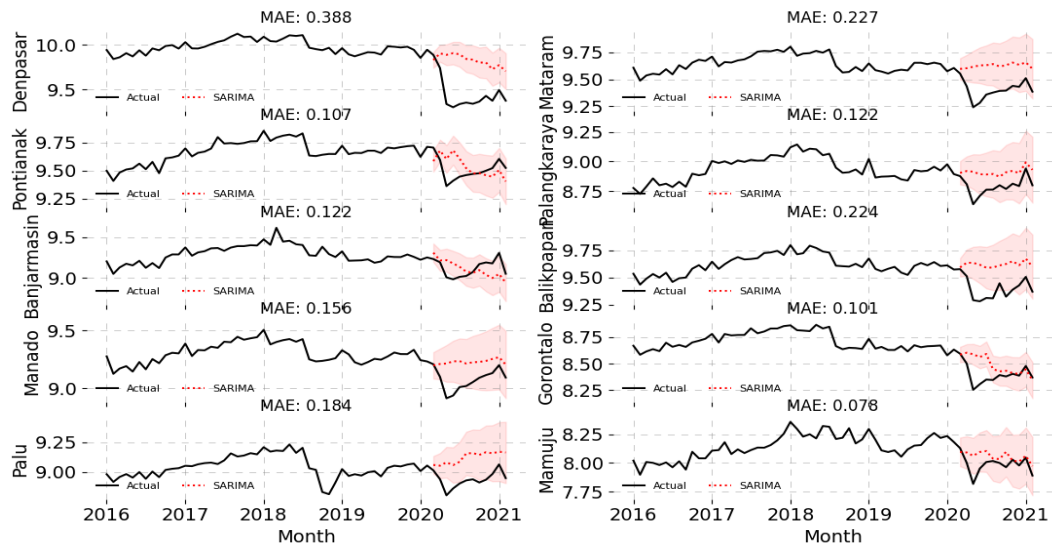 MAE: 0.388
Denpasar
10.0
9.5
Actual SARIMA
MAE: 0.227
Mataram
9.75
9.50
9.25
Actual SARIMA
MAE: 0.107
Pontianak
9.75
9.50
9.25
Actual SARIMA
MAE: 0.122
Palangkaraya
9.25
9.00
8.75
Actual SARIMA
MAE: 0.122
Banjarmasin
9.5
9.0
Actual SARIMA
MAE: 0.224
Balikpapan
9.75
9.50
9.25
Actual SARIMA
MAE: 0.156
Manado
9.5
9.0
Actual SARIMA
MAE: 0.101
Gorontalo
8.75
8.50
8.25
Actual SARIMA
MAE: 0.184
Palu
9.25
9.00
Actual SARIMA
2016 2017 2018 2019 2020 2021
Month
MAE: 0.078
Mamuju
8.25
8.00
7.75
Actual SARIMA
2016 2017 2018 2019 2020 2021
Month